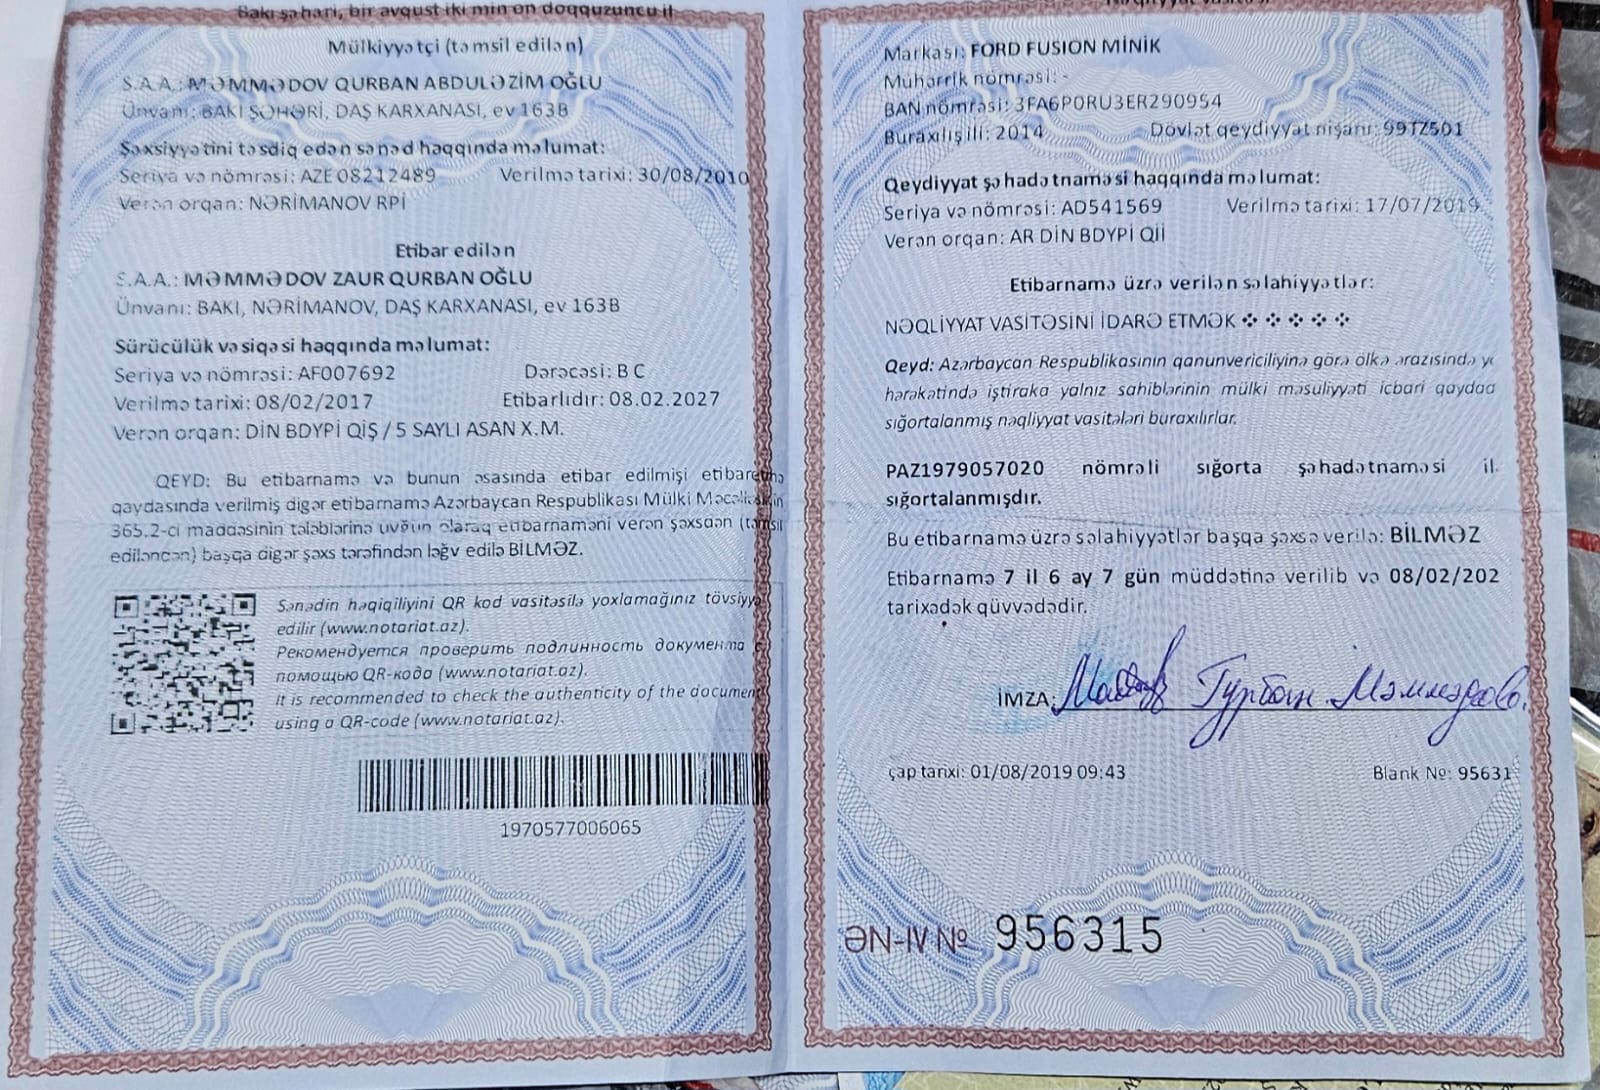 Bakı şəhəri, bir avqust iki min on doqquzuncu il
Mülkiyyətçi (təmsil edilən)
S.A.A.: MƏMMƏDOV QURBAN ABDULƏZİM OĞLU
Ünvanı: BAKI ŞƏHƏRİ, DAŞ KARXANASI, ev 163B
Şəxsiyyətini təsdiq edən sənəd haqqında məlumat:
Seriya və nömrəsi: AZE 08212489 Verilmə tarixi: 30/08/2010
Verən orqan: NƏRİMANOV RPİ
Etibar edilən
S.A.A.: MƏMMƏDOV ZAUR QURBAN OĞLU
Ünvanı: BAKI, NƏRİMANOV, DAŞ KARXANASI, ev 163B
Sürücülük vəsiqəsi haqqında məlumat:
Seriya və nömrəsi: AF007692 Dərəcəsi: B C
Verilmə tarixi: 08/02/2017 Etibarlıdır: 08.02.2027
Verən orqan: DİN BDYPİ QİŞ / 5 SAYLI ASAN X.M.
QEYD: Bu etibarnamə və bunun əsasında etibar edilmişi etibaretmə
qaydasında verilmiş digər etibarnamə Azərbaycan Respublikası Mülki Məcəlləsinin
365.2-ci maddəsinin tələblərinə uyğun olaraq etibarnaməni verən şəxsdən (təmsil
ediləndən) başqa digər şəxs tərəfindən ləğv edilə BİLMƏZ.
Sənədin həqiqiliyini QR kod vasitəsilə yoxlamağınız tövsiyyə
edilir (www.notariat.az).
Рекомендуется проверить подлинность документа с
помощью QR-кода (www.notariat.az).
It is recommended to check the authenticity of the document
using a QR-code (www.notariat.az).
1970577006065
Nəqliyyat vasitəsi
Markası: FORD FUSION MİNİK
Mühərrik nömrəsi: -
BAN nömrəsi: 3FA6P0RU3ER290954
Buraxılış ili: 2014 Dövlət qeydiyyat nişanı: 99TZ501
Qeydiyyat şəhadətnaməsi haqqında məlumat:
Seriya və nömrəsi: AD541569 Verilmə tarixi: 17/07/2019
Verən orqan: AR DİN BDYPİ Qİİ
Etibarnamə üzrə verilən səlahiyyətlər:
NƏQLİYYAT VASİTƏSİNİ İDARƏ ETMƏK
Qeyd: Azərbaycan Respublikasının qanunvericiliyinə görə ölkə ərazisində
hərəkətində iştiraka yalnız sahiblərinin mülki məsuliyyəti icbari qaydad
sığortalanmış nəqliyyat vasitələri buraxılırlar.
PAZ1979057020 nömrəli sığorta şəhadətnaməsi il
sığortalanmışdır.
Bu etibarnamə üzrə səlahiyyətlər başqa şəxsə verilə: BİLMƏZ
Etibarnamə 7 il 6 ay 7 gün müddətinə verilib və 08/02/202
tarixədək qüvvədədir.
İMZA: Гурбан Мəммəдов
Çap tarixi: 01/08/2019 09:43 Blank №: 95631
ƏN-IV № 956315